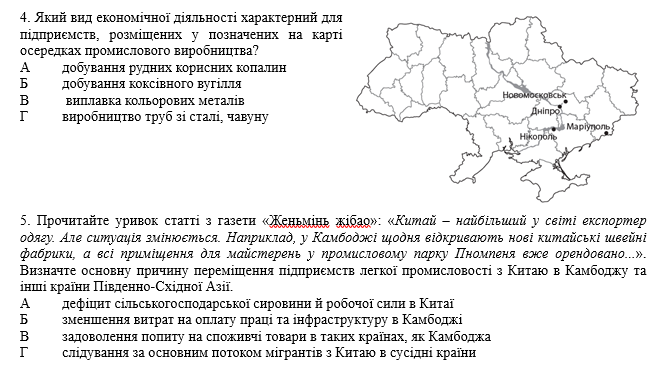 4. Який вид економічної діяльності характерний для
підприємств, розміщених у позначених на карті
осередках промислового виробництва?
А добування рудних корисних копалин
Б добування коксівного вугілля
В виплавка кольорових металів
Г виробництво труб зі сталі, чавуну
Новомосковськ
Дніпро
Маріуполь
Нікополь
5. Прочитайте уривок статті з газети «Женьмінь жібао»: «Китай – найбільший у світі експортер
одягу. Але ситуація змінюється. Наприклад, у Камбоджі щодня відкривають нові китайські швейні
фабрики, а всі приміщення для майстерень у промисловому парку Пномпеня вже орендовано...».
Визначте основну причину переміщення підприємств легкої промисловості з Китаю в Камбоджу та
інші країни Південно-Східної Азії.
А дефіцит сільськогосподарської сировини й робочої сили в Китаї
Б зменшення витрат на оплату праці та інфраструктуру в Камбоджі
В задоволення попиту на споживчі товари в таких країнах, як Камбоджа
Г слідування за основним потоком мігрантів з Китаю в сусідні країни